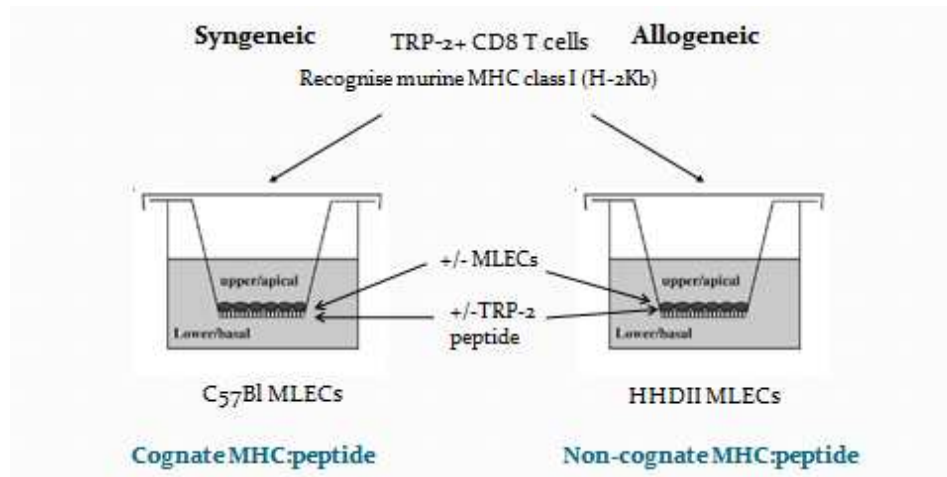 Syngeneic
TRP-2+ CD8 T cells
Allogeneic
Recognise murine MHC class I (H-2Kb)
+/- MLECs
+/-TRP-2
peptide
upper/apical
Lower/basal
upper/apical
Lower/basal
C57Bl MLECs
HHDII MLECs
Cognate MHC:peptide
Non-cognate MHC:peptide